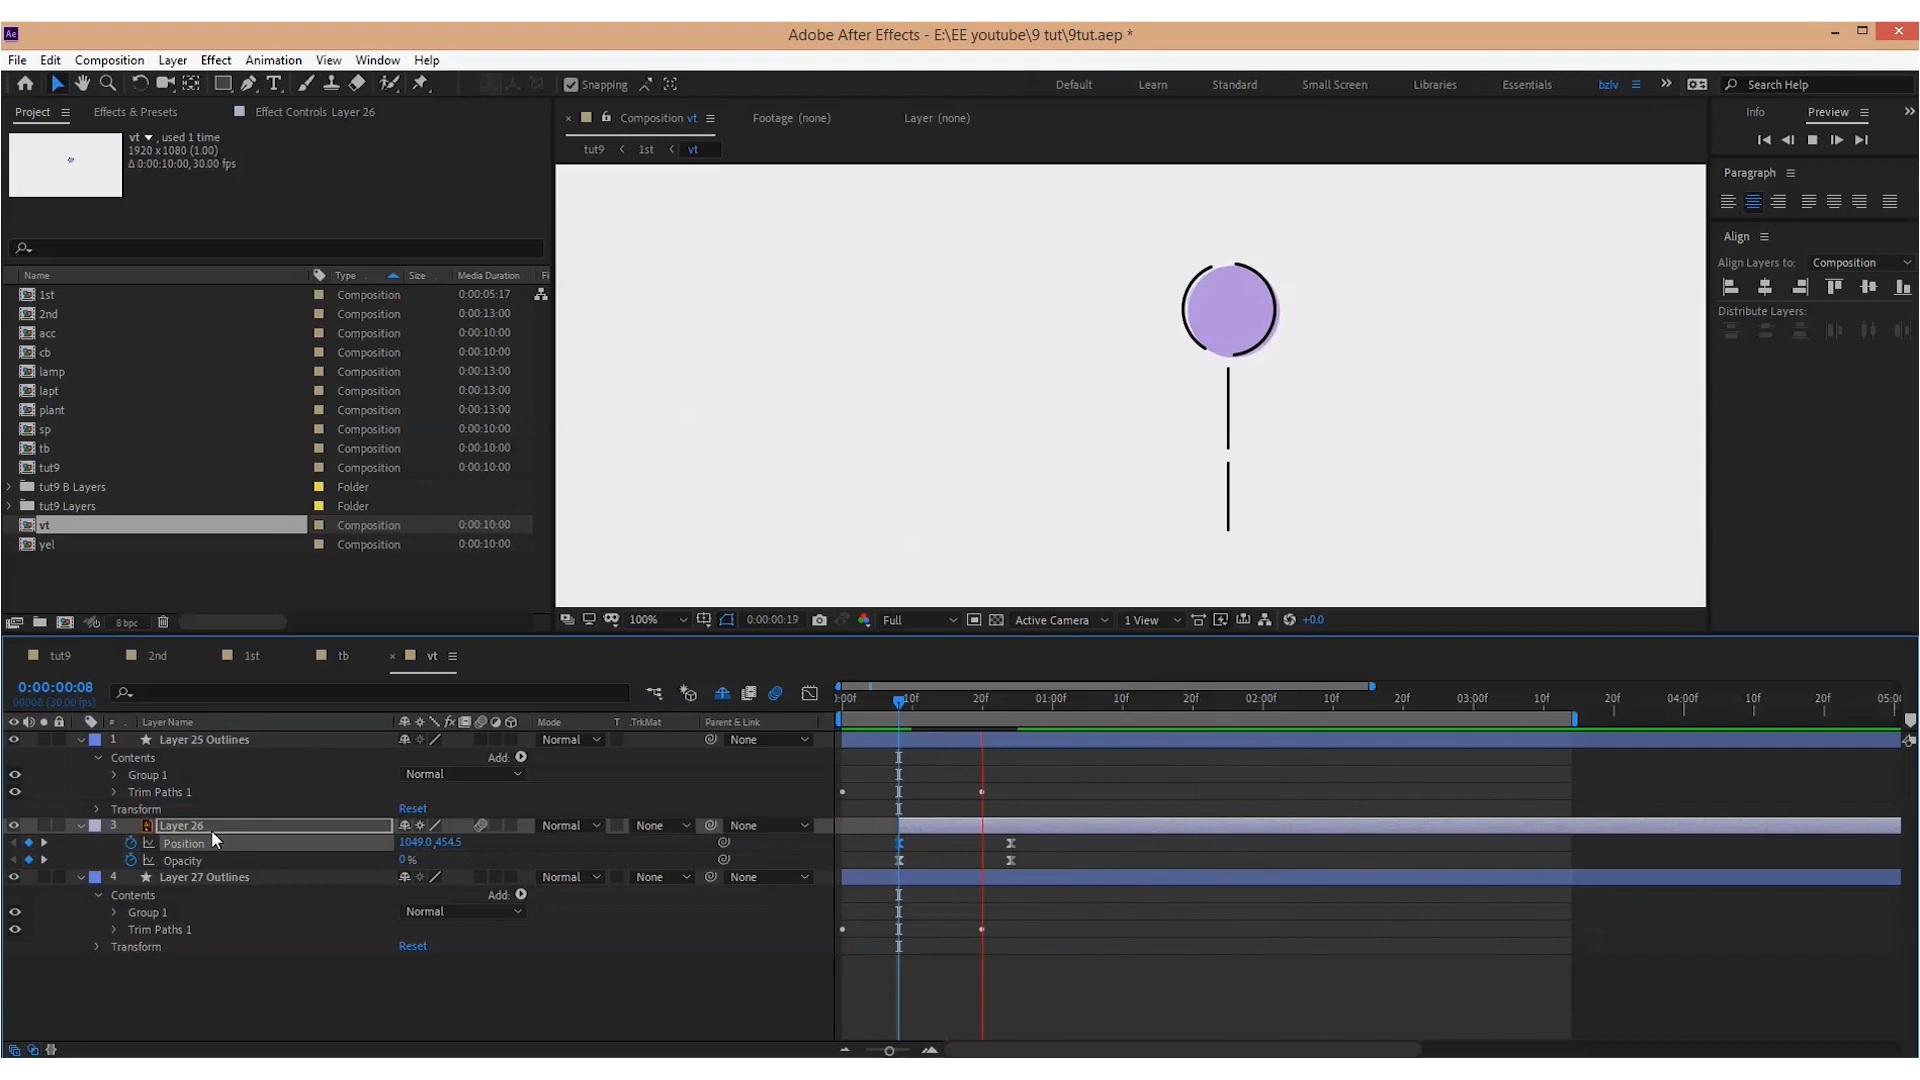 Ae
Adobe After Effects - E:\EE youtube\9 tut\9tut.aep *
File Edit Composition Layer Effect Animation View Window Help
Snapping Default Learn Standard Small Screen Libraries Essentials bzlv Search Help
Project Effects & Presets Effect Controls Layer 26
Composition vt Footage (none) Layer (none)
Info Preview
vt , used 1 time
1920 x 1080 (1.00)
Δ 0:00:10:00, 30.00 fps
tut9 1st vt
Paragraph
Align
Align Layers to: Composition
Distribute Layers:
Name Type Size Media Duration
1st Composition 0:00:05:17
2nd Composition 0:00:13:00
acc Composition 0:00:10:00
cb Composition 0:00:10:00
lamp Composition 0:00:13:00
lapt Composition 0:00:13:00
plant Composition 0:00:13:00
sp Composition 0:00:10:00
tb Composition 0:00:10:00
tut9 Composition 0:00:10:00
tut9 B Layers Folder
tut9 Layers Folder
vt Composition 0:00:10:00
yel Composition 0:00:10:00
8 bpc
100% 0:00:00:19 Full Active Camera 1 View +0.0
tut9 2nd 1st tb vt
0:00:00:08
00008 (30.00 fps)
:00f 10f 20f 01:00f 10f 20f 02:00f 10f 20f 03:00f 10f 20f 04:00f 10f 20f
# Layer Name Mode T .TrkMat Parent & Link
1 Layer 25 Outlines Normal None
Contents Add:
Group 1 Normal
Trim Paths 1
Transform Reset
3 Layer 26 Normal None None
Position 1049.0,454.5
Opacity 0 %
4 Layer 27 Outlines Normal None None
Contents Add:
Group 1 Normal
Trim Paths 1
Transform Reset